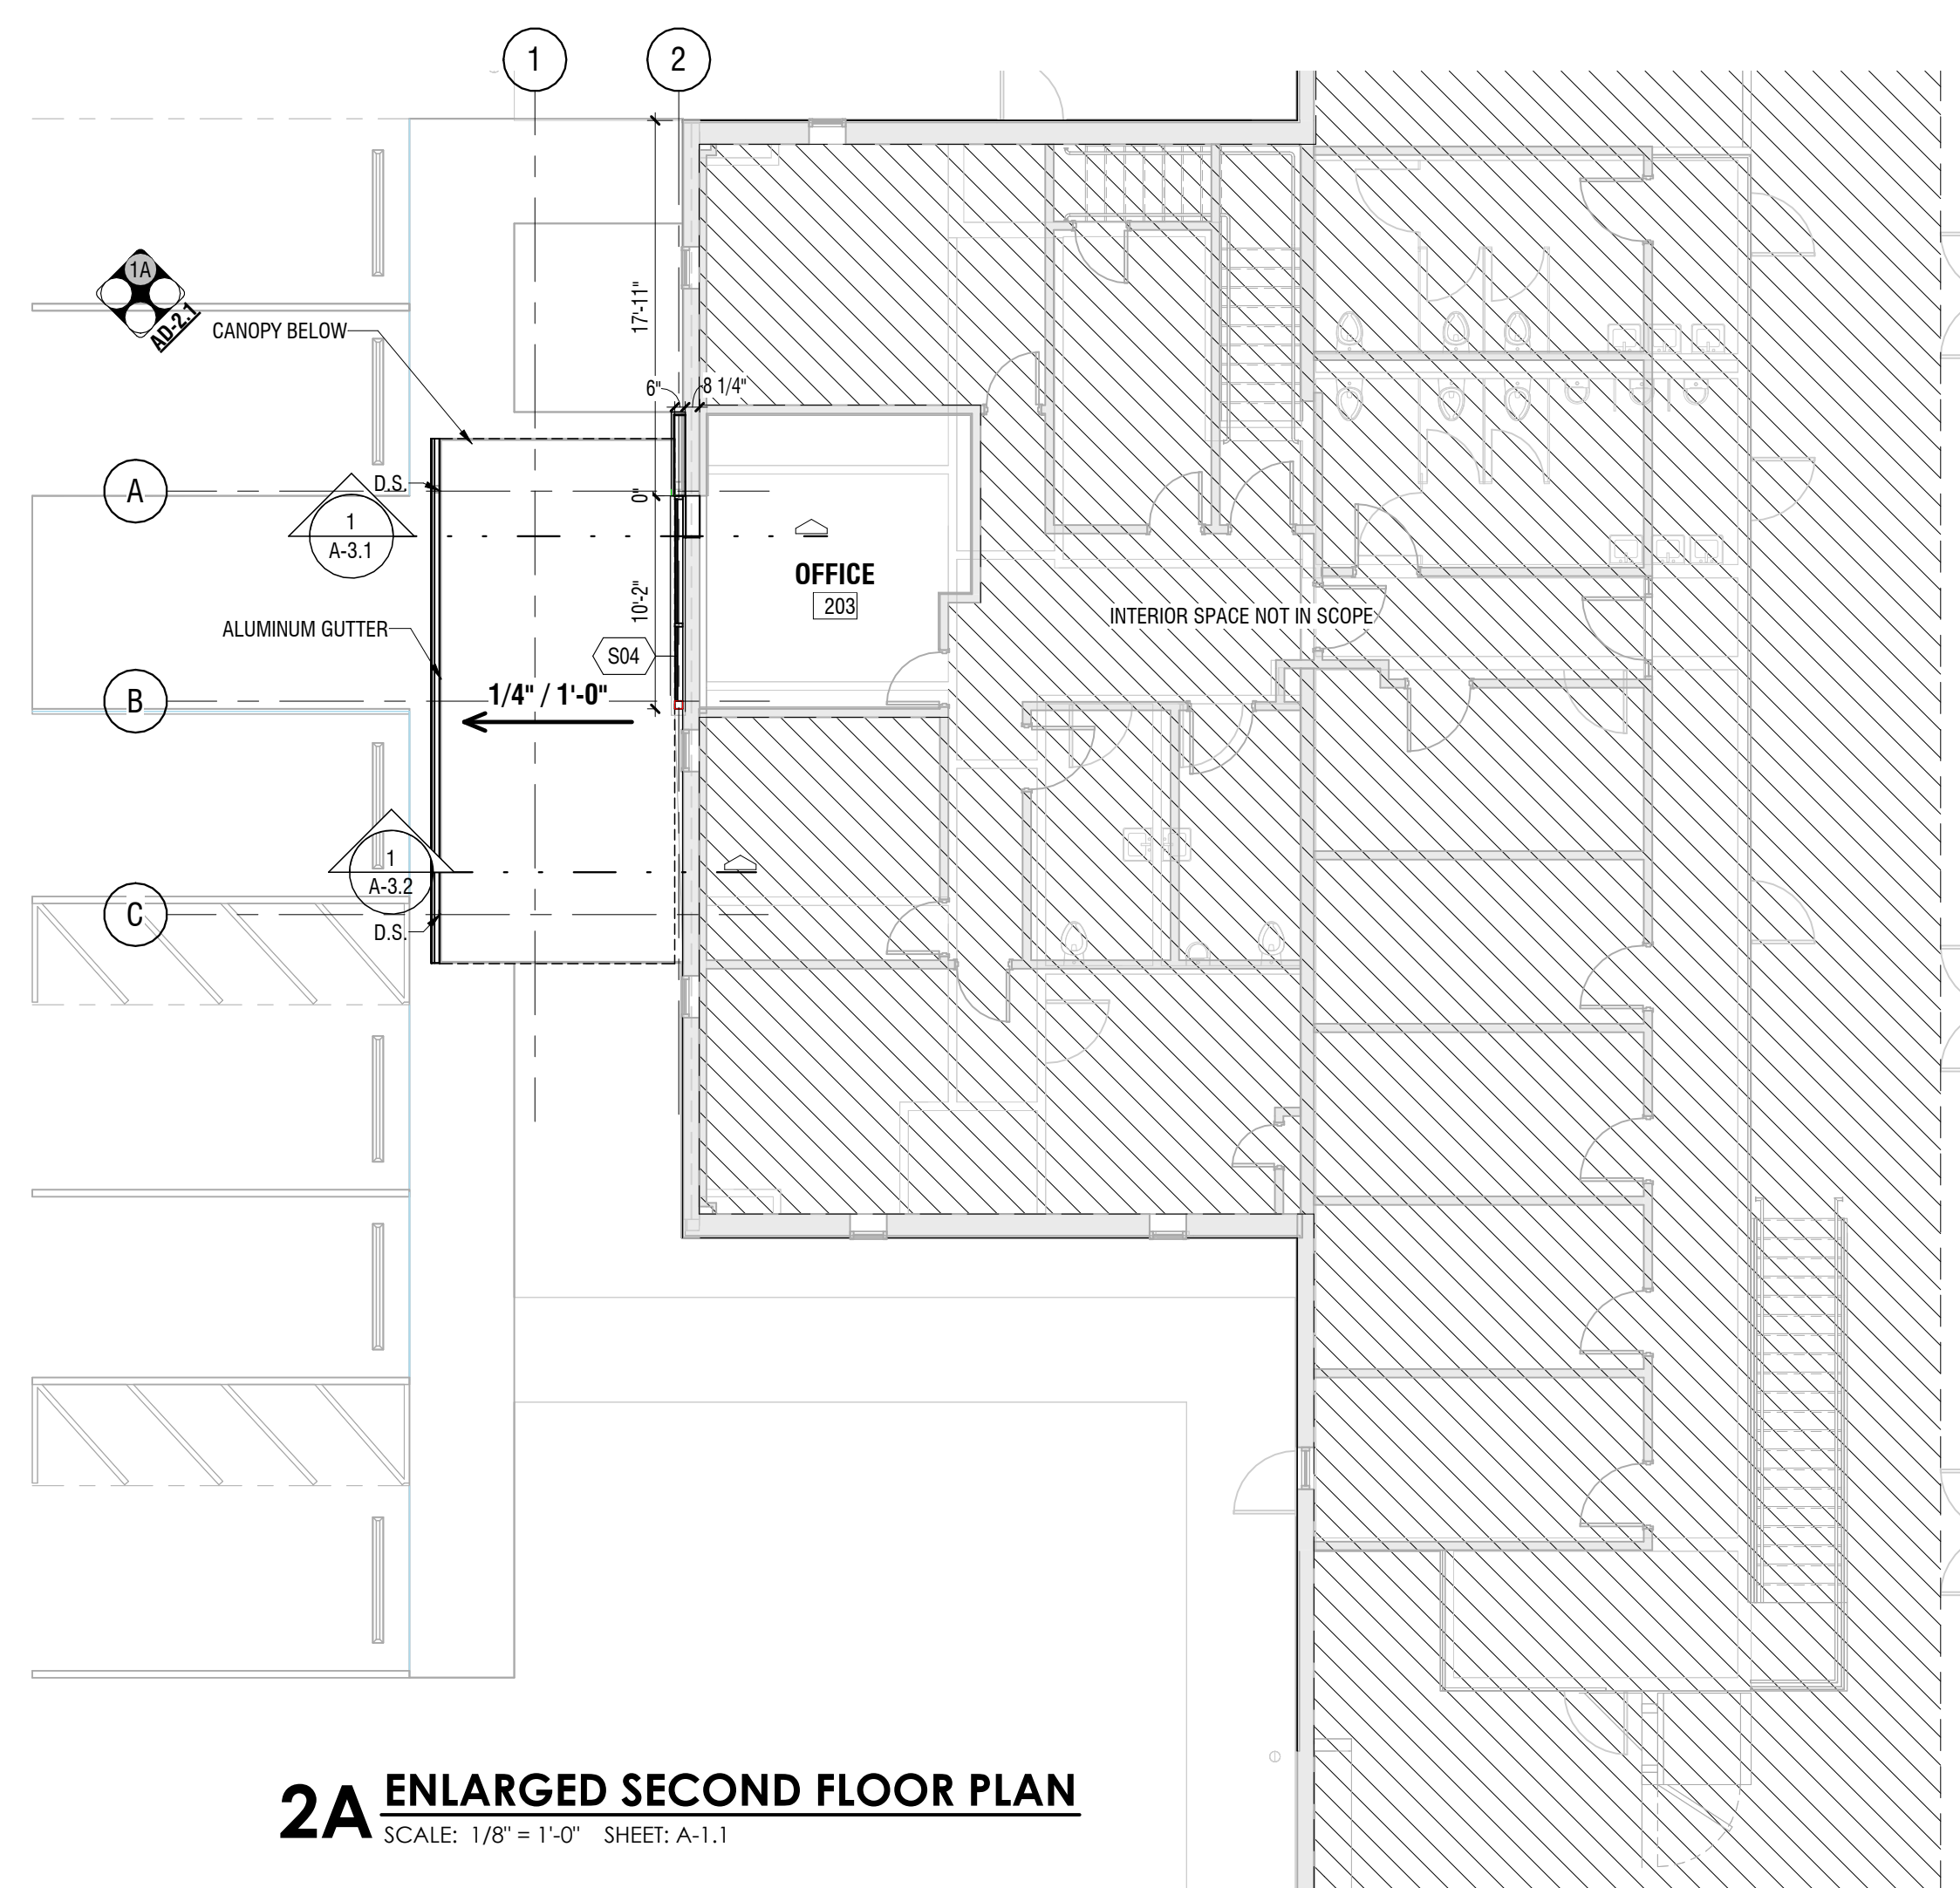 1
2
1A
AD-2.1
CANOPY BELOW
17'-11"
6"
8 1/4"
A
D.S.
0"
1
A-3.1
OFFICE
203
10'-2"
INTERIOR SPACE NOT IN SCOPE
ALUMINUM GUTTER
S04
B
1/4" / 1'-0"
1
A-3.2
C
D.S.
2A
ENLARGED SECOND FLOOR PLAN
SCALE: 1/8" = 1'-0" SHEET: A-1.1